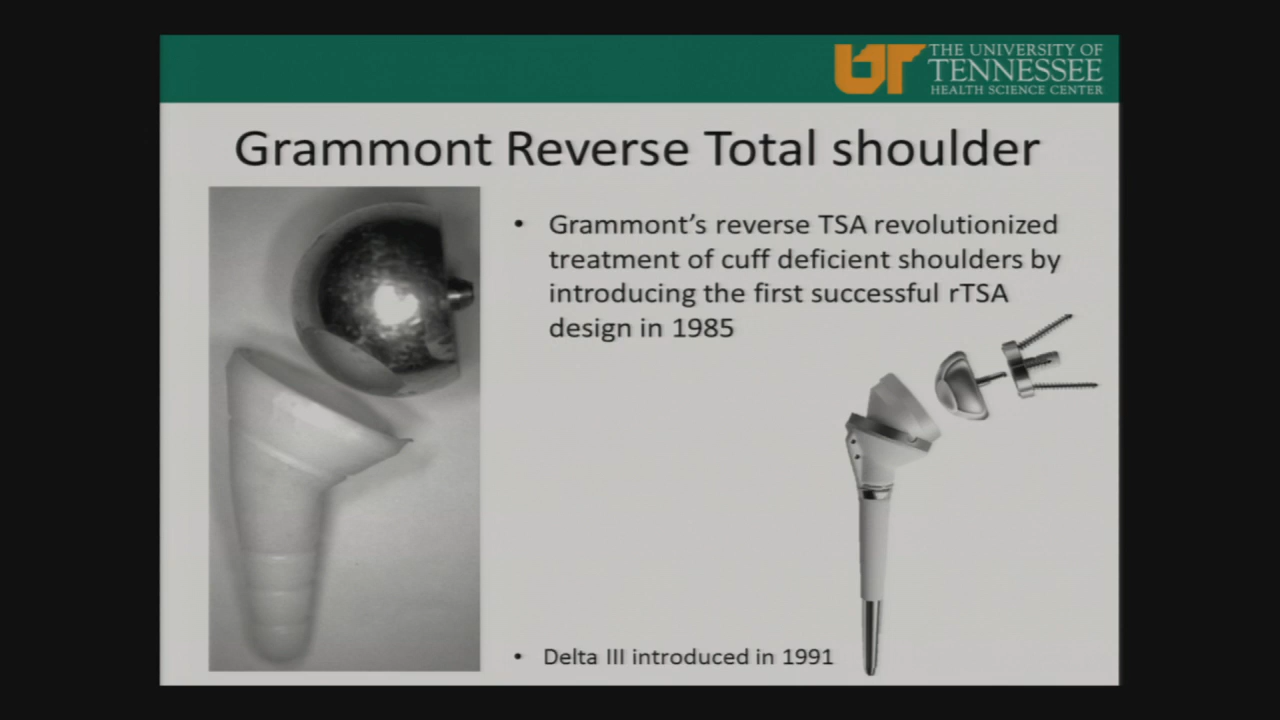 UT THE UNIVERSITY OF
TENNESSEE
HEALTH SCIENCE CENTER
Grammont Reverse Total shoulder
• Grammont’s reverse TSA revolutionized
treatment of cuff deficient shoulders by
introducing the first successful rTSA
design in 1985
• Delta III introduced in 1991